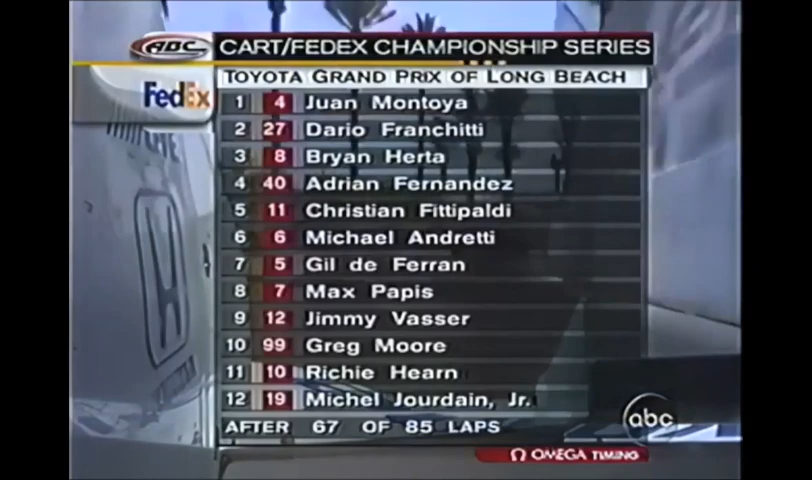 ABC CART/FEDEX CHAMPIONSHIP SERIES
FedEx TOYOTA GRAND PRIX OF LONG BEACH
1 4 Juan Montoya
2 27 Dario Franchitti
3 8 Bryan Herta
4 40 Adrian Fernandez
5 11 Christian Fittipaldi
6 6 Michael Andretti
7 5 Gil de Ferran
8 7 Max Papis
9 12 Jimmy Vasser
10 99 Greg Moore
11 10 Richie Hearn
12 19 Michel Jourdain, Jr.
abc
AFTER 67 OF 85 LAPS
Ω OMEGA TIMING